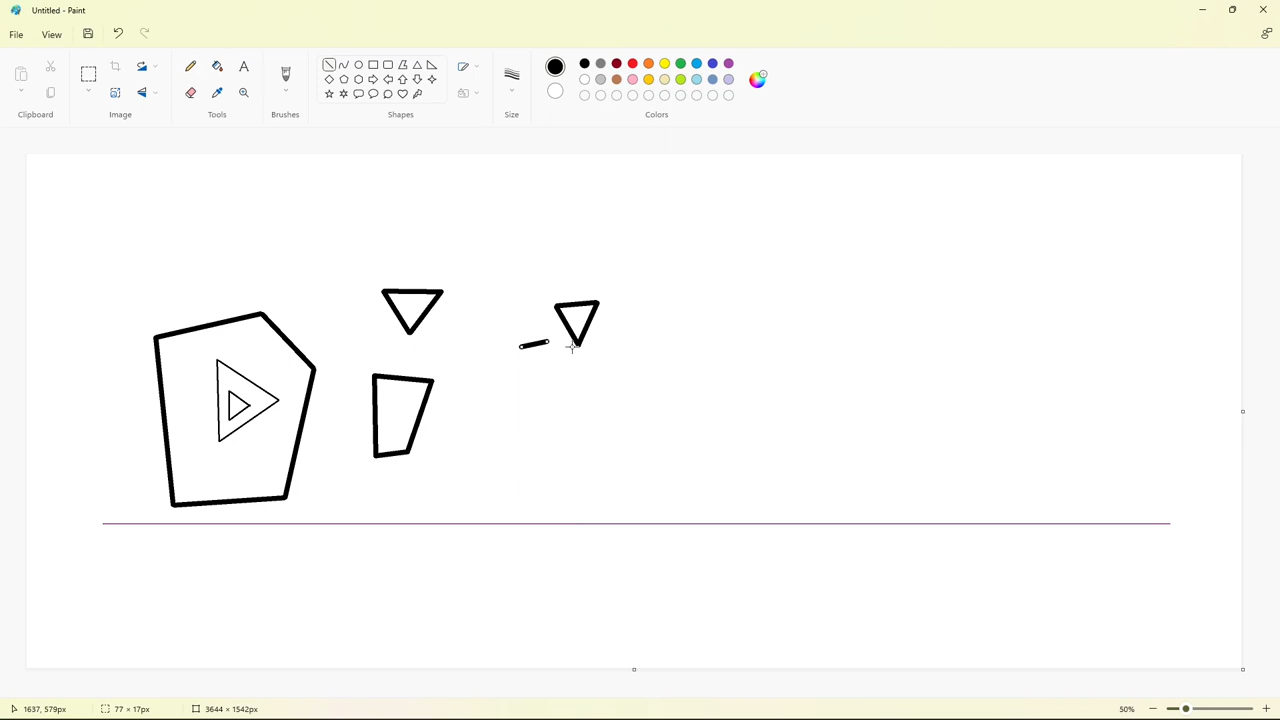 Untitled - Paint
File View
Clipboard Image Tools Brushes Shapes Size Colors
1637, 579px 77 × 17px 3644 × 1542px 50%